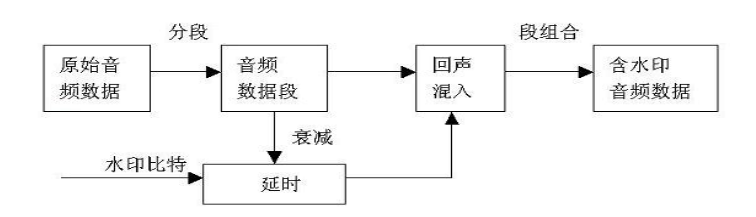 分段
段组合
原始音
频数据
音频
数据段
回声
混入
含水印
音频数据
衰减
水印比特
延时